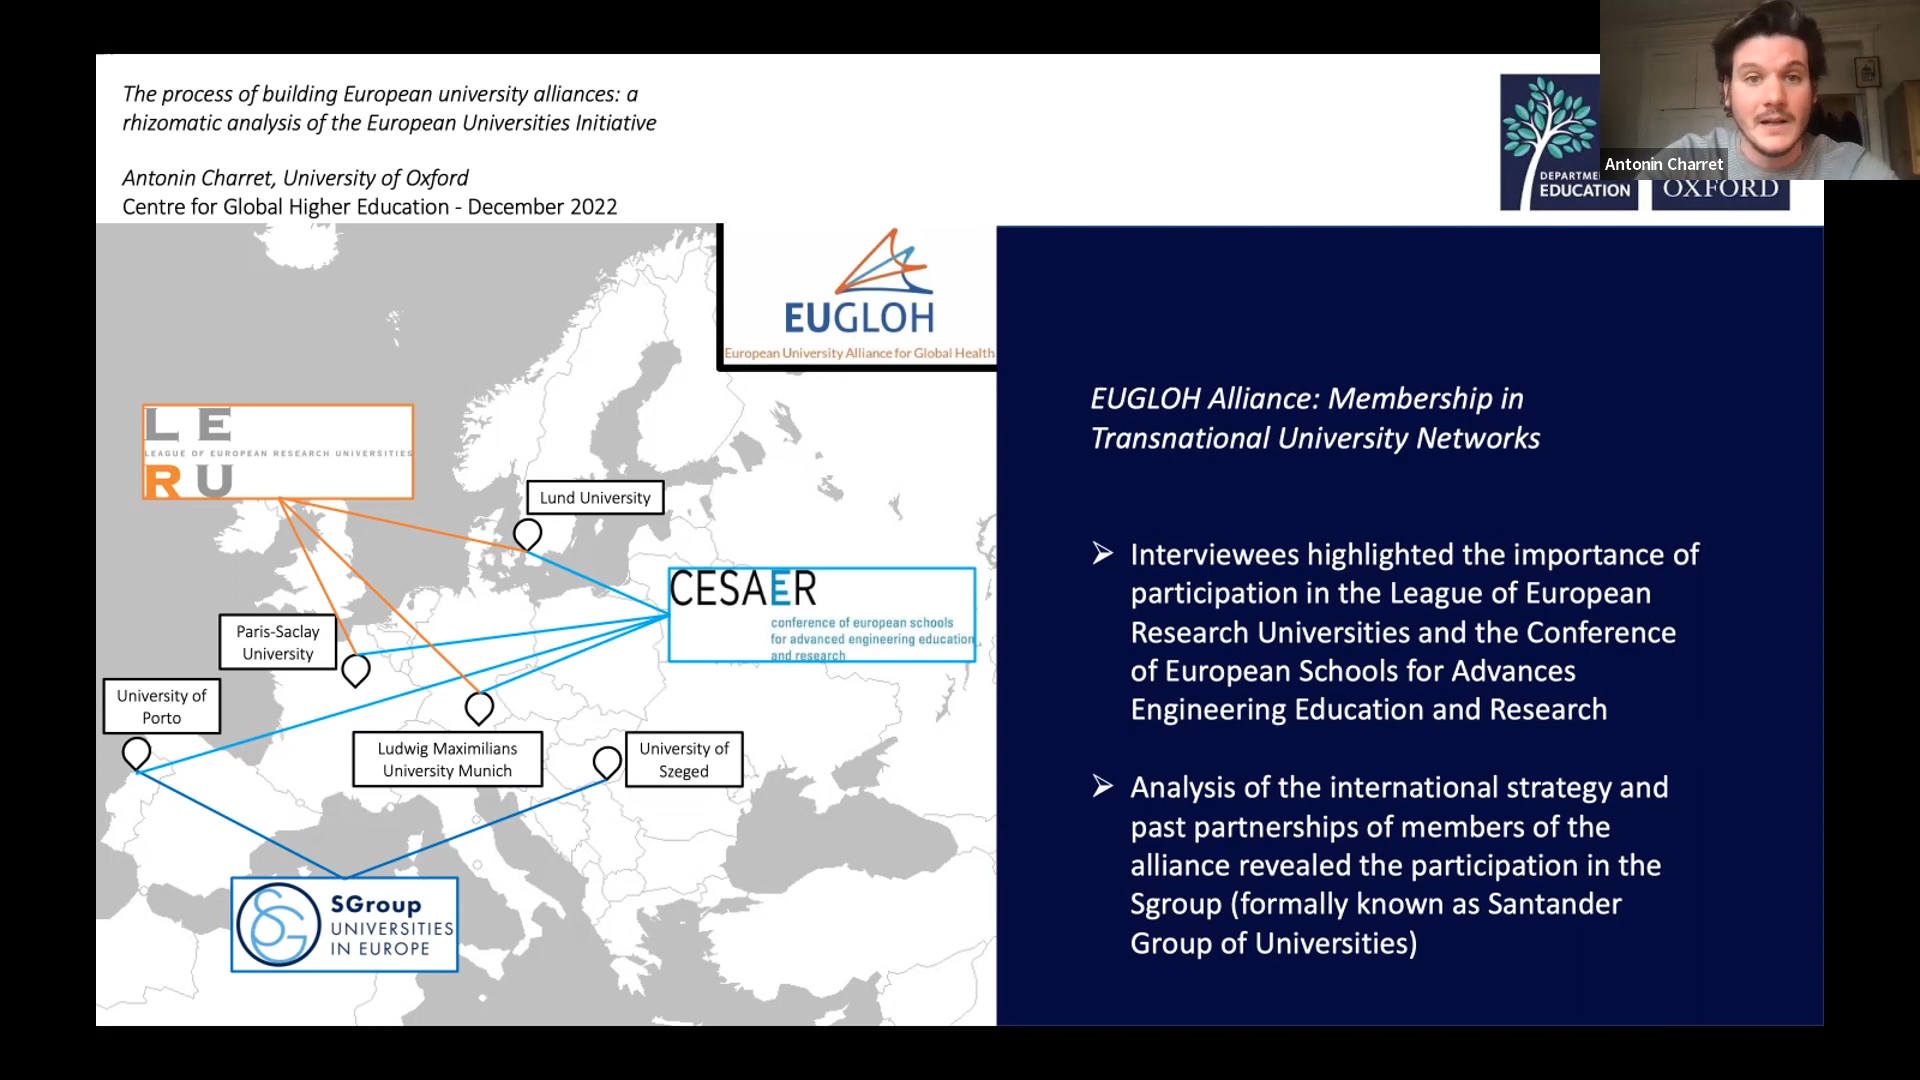 The process of building European university alliances: a
rhizomatic analysis of the European Universities Initiative
Antonin Charret, University of Oxford
Centre for Global Higher Education - December 2022
EDUCATION
OXFORD
Antonin Charret
EUGLOH
European University Alliance for Global Health
L E
LEAGUE OF EUROPEAN RESEARCH UNIVERSITIES
R U
Lund University
CESAER
conference of european schools
for advanced engineering education
and research
Paris-Saclay
University
University of
Porto
Ludwig Maximilians
University Munich
University of
Szeged
SG
SGroup
UNIVERSITIES
IN EUROPE
EUGLOH Alliance: Membership in
Transnational University Networks
Interviewees highlighted the importance of
participation in the League of European
Research Universities and the Conference
of European Schools for Advances
Engineering Education and Research
Analysis of the international strategy and
past partnerships of members of the
alliance revealed the participation in the
Sgroup (formally known as Santander
Group of Universities)